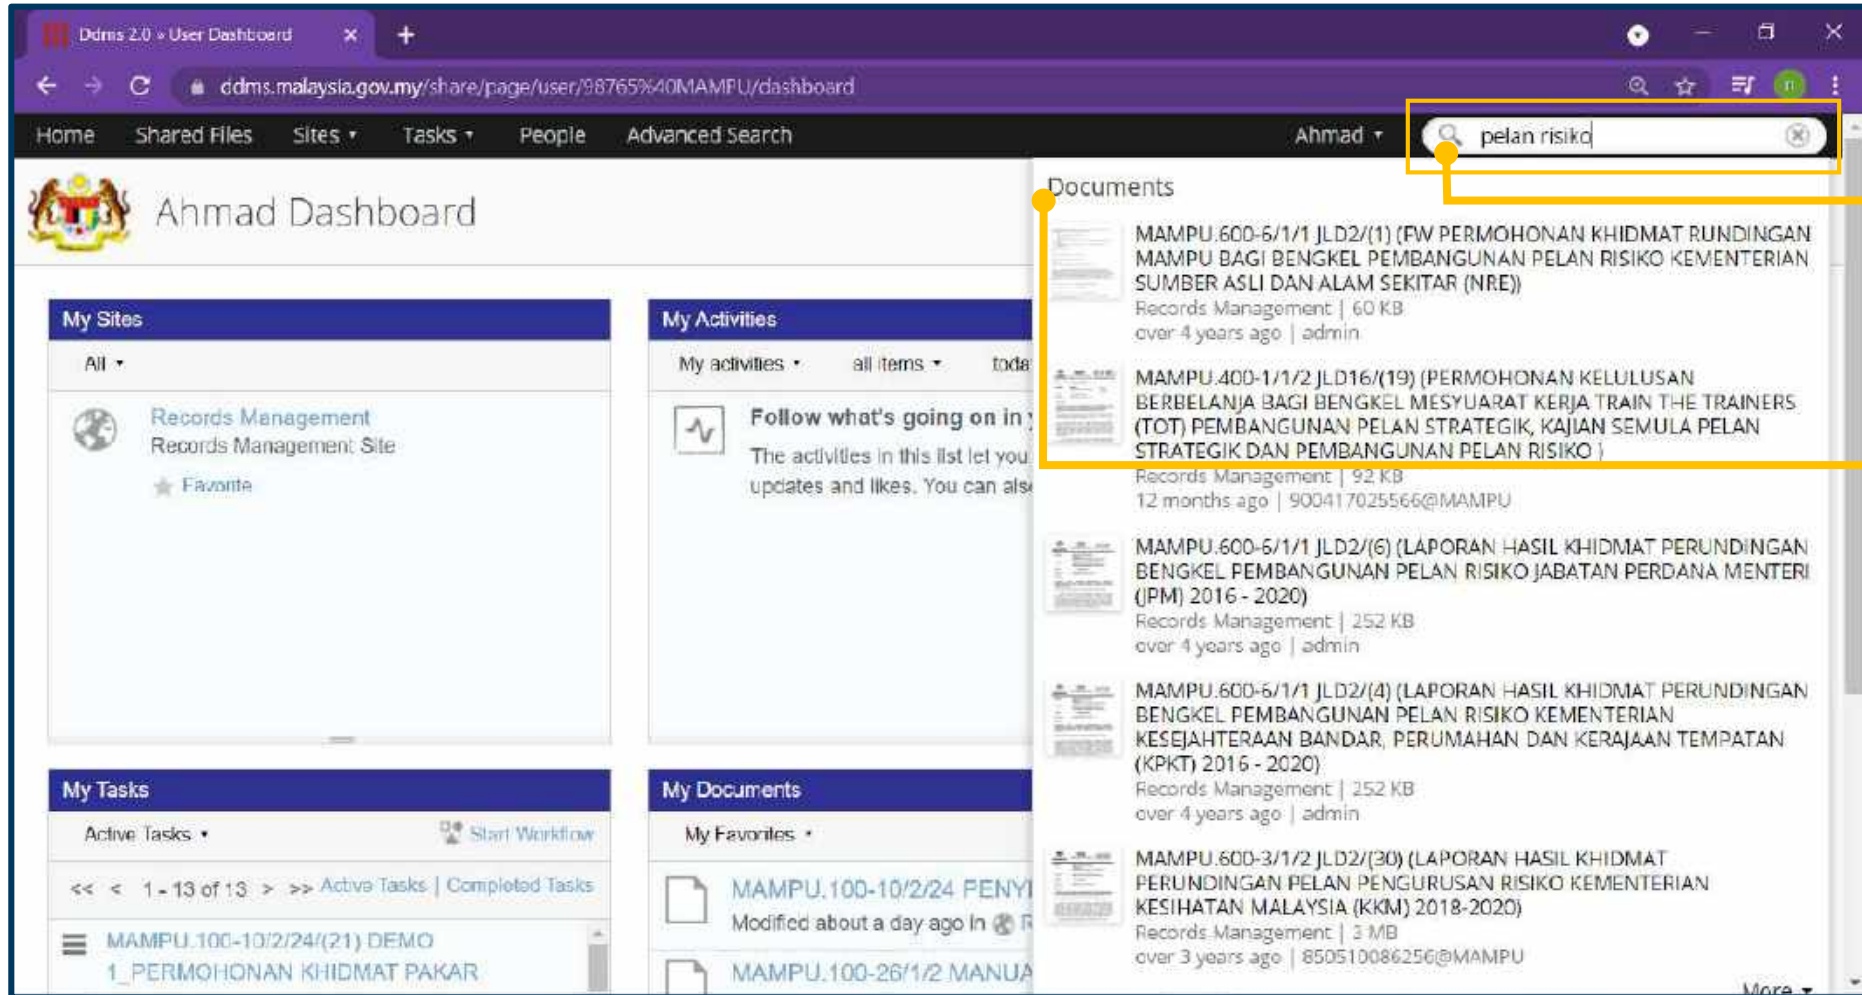 Ddms 2.0 » User Dashboard
ddms.malaysia.gov.my/share/page/user/98765%40MAMPU/dashboard
Home Shared Files Sites Tasks People Advanced Search Ahmad pelan risiko
Ahmad Dashboard
My Sites
All
Records Management
Records Management Site
Favorite
My Activities
My activities all items toda
Follow what's going on in
The activities in this list let you
updates and likes. You can als
My Tasks
Active Tasks Start Workflow
<< < 1 - 13 of 13 > >> Active Tasks | Completed Tasks
MAMPU.100-10/2/24/(21) DEMO
1_PERMOHONAN KHIDMAT PAKAR
My Documents
My Favorites
MAMPU.100-10/2/24 PENYE
Modified about a day ago in R
MAMPU.100-26/1/2 MANUA
Documents
MAMPU.600-6/1/1 JLD2/(1) (FW PERMOHONAN KHIDMAT RUNDINGAN
MAMPU BAGI BENGKEL PEMBANGUNAN PELAN RISIKO KEMENTERIAN
SUMBER ASLI DAN ALAM SEKITAR (NRE))
Records Management | 60 KB
over 4 years ago | admin
MAMPU.400-1/1/2 JLD16/(19) (PERMOHONAN KELULUSAN
BERBELANJA BAGI BENGKEL MESYUARAT KERJA TRAIN THE TRAINERS
(TOT) PEMBANGUNAN PELAN STRATEGIK, KAJIAN SEMULA PELAN
STRATEGIK DAN PEMBANGUNAN PELAN RISIKO )
Records Management | 92 KB
12 months ago | 900417025566@MAMPU
MAMPU.600-6/1/1 JLD2/(6) (LAPORAN HASIL KHIDMAT PERUNDINGAN
BENGKEL PEMBANGUNAN PELAN RISIKO JABATAN PERDANA MENTERI
(JPM) 2016 - 2020)
Records Management | 252 KB
over 4 years ago | admin
MAMPU.600-6/1/1 JLD2/(4) (LAPORAN HASIL KHIDMAT PERUNDINGAN
BENGKEL PEMBANGUNAN PELAN RISIKO KEMENTERIAN
KESEJAHTERAAN BANDAR, PERUMAHAN DAN KERAJAAN TEMPATAN
(KPKT) 2016 - 2020)
Records Management | 252 KB
over 4 years ago | admin
MAMPU.600-3/1/2 JLD2/(30) (LAPORAN HASIL KHIDMAT
PERUNDINGAN PELAN PENGURUSAN RISIKO KEMENTERIAN
KESIHATAN MALAYSIA (KKM) 2018-2020)
Records Management | 3 MB
over 3 years ago | 850510086256@MAMPU
More